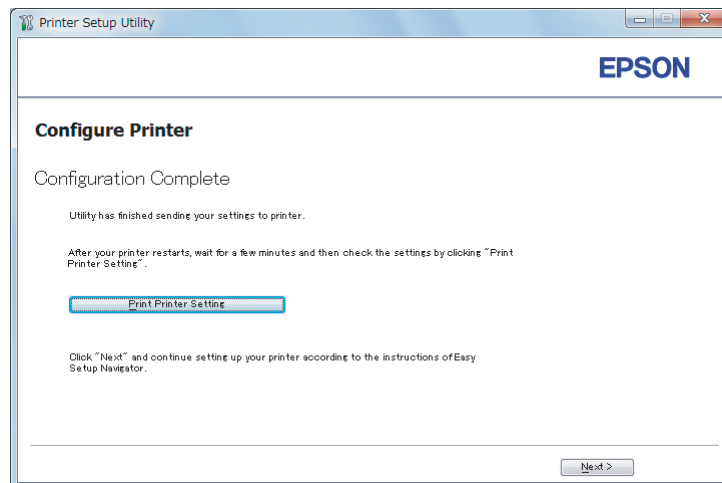 Printer Setup Utility
EPSON
Configure Printer
Configuration Complete
Utility has finished sending your settings to printer.
After your printer restarts, wait for a few minutes and then check the settings by clicking "Print
Printer Setting".
Print Printer Setting
Click "Next" and continue setting up your printer according to the instructions of Easy
Setup Navigator.
Next >